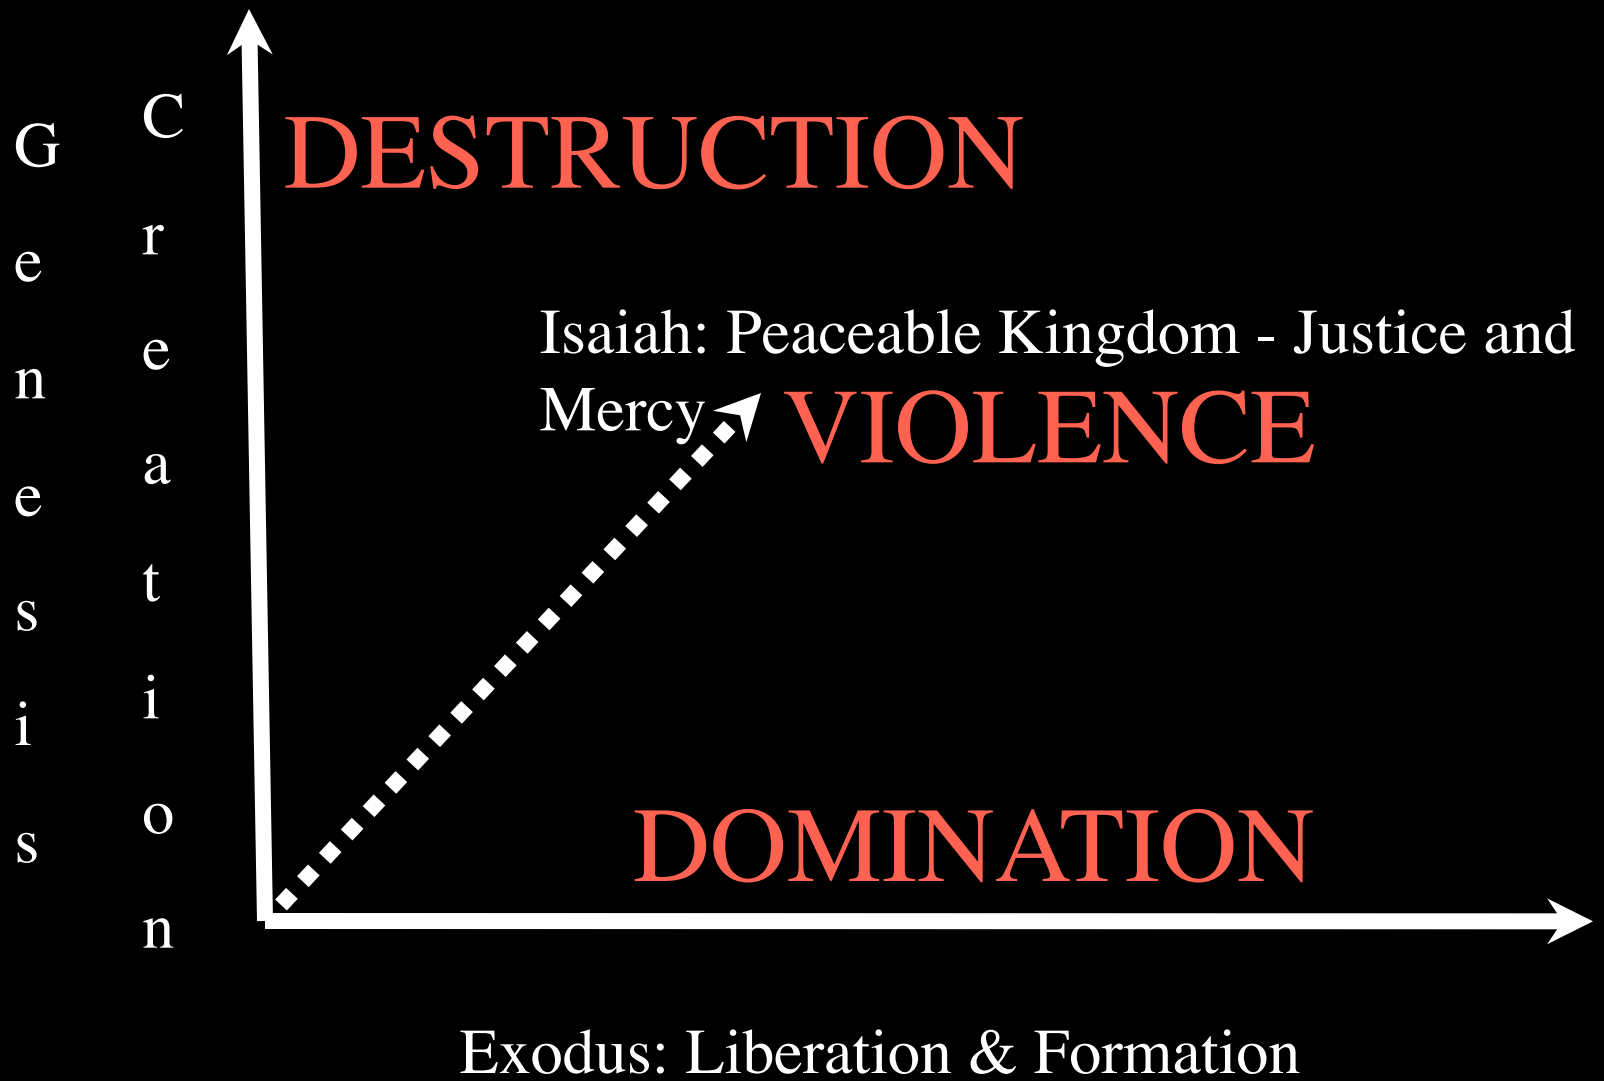 Genesis
Creation
DESTRUCTION
Isaiah: Peaceable Kingdom - Justice and
Mercy
VIOLENCE
DOMINATION
Exodus: Liberation & Formation